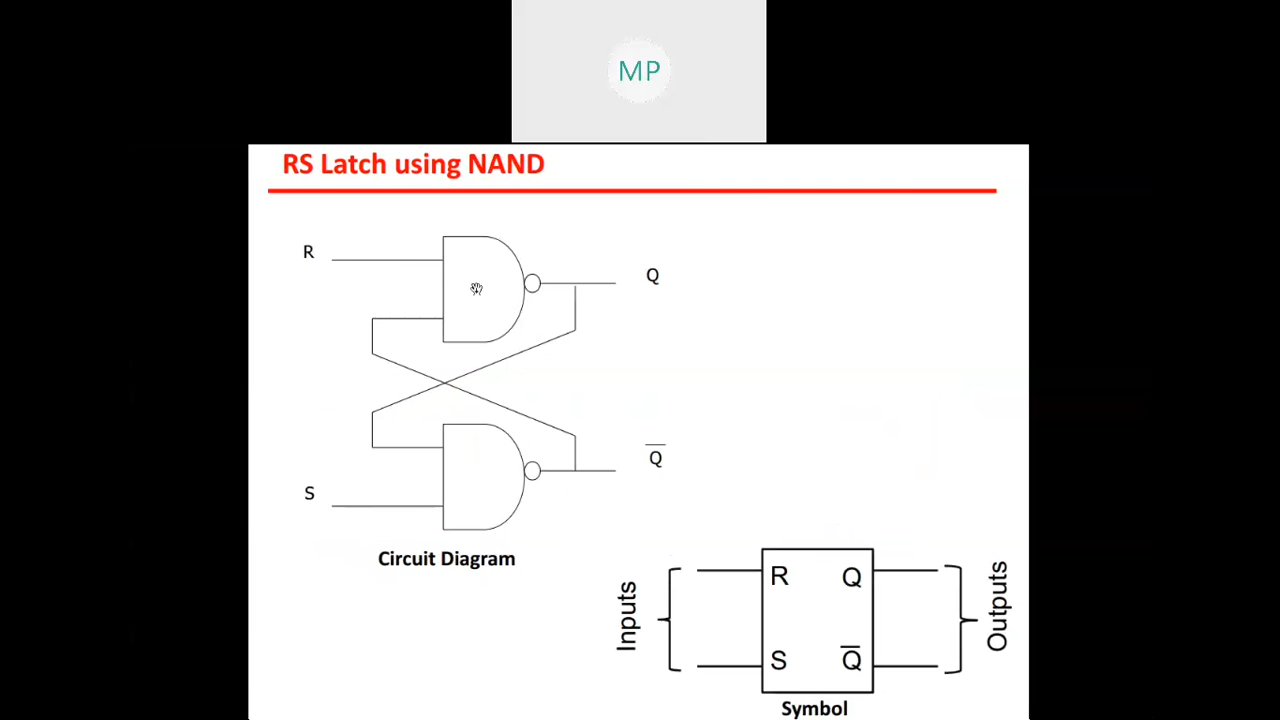 MP
RS Latch using NAND
R
Q
Q
S
Circuit Diagram
Inputs
R
Q
S
Q
Outputs
Symbol